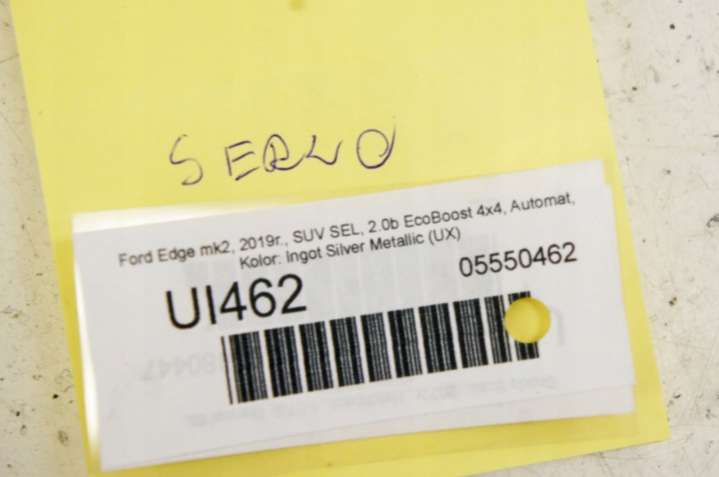 SERVO
Ford Edge mk2, 2019r., SUV SEL, 2.0b EcoBoost 4x4, Automat,
Kolor: Ingot Silver Metallic (UX)
UI462
05550462